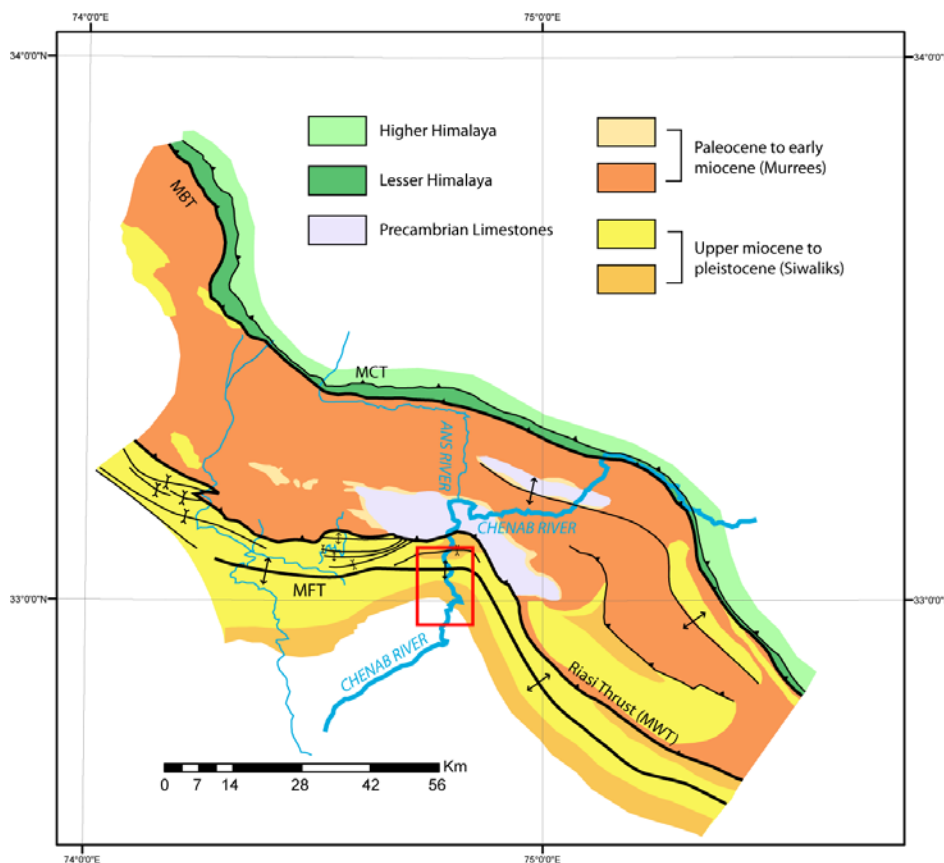 74°0'0"E
75°0'0"E
34°0'0"N
34°0'0"N
Higher Himalaya
Lesser Himalaya
Precambrian Limestones
Paleocene to early
miocene (Murrees)
Upper miocene to
pleistocene (Siwaliks)
MBT
MCT
ANS RIVER
CHENAB RIVER
MFT
33°0'0"N
33°0'0"N
CHENAB RIVER
Riasi Thrust (MWT)
Km
0 7 14 28 42 56
74°0'0"E
75°0'0"E